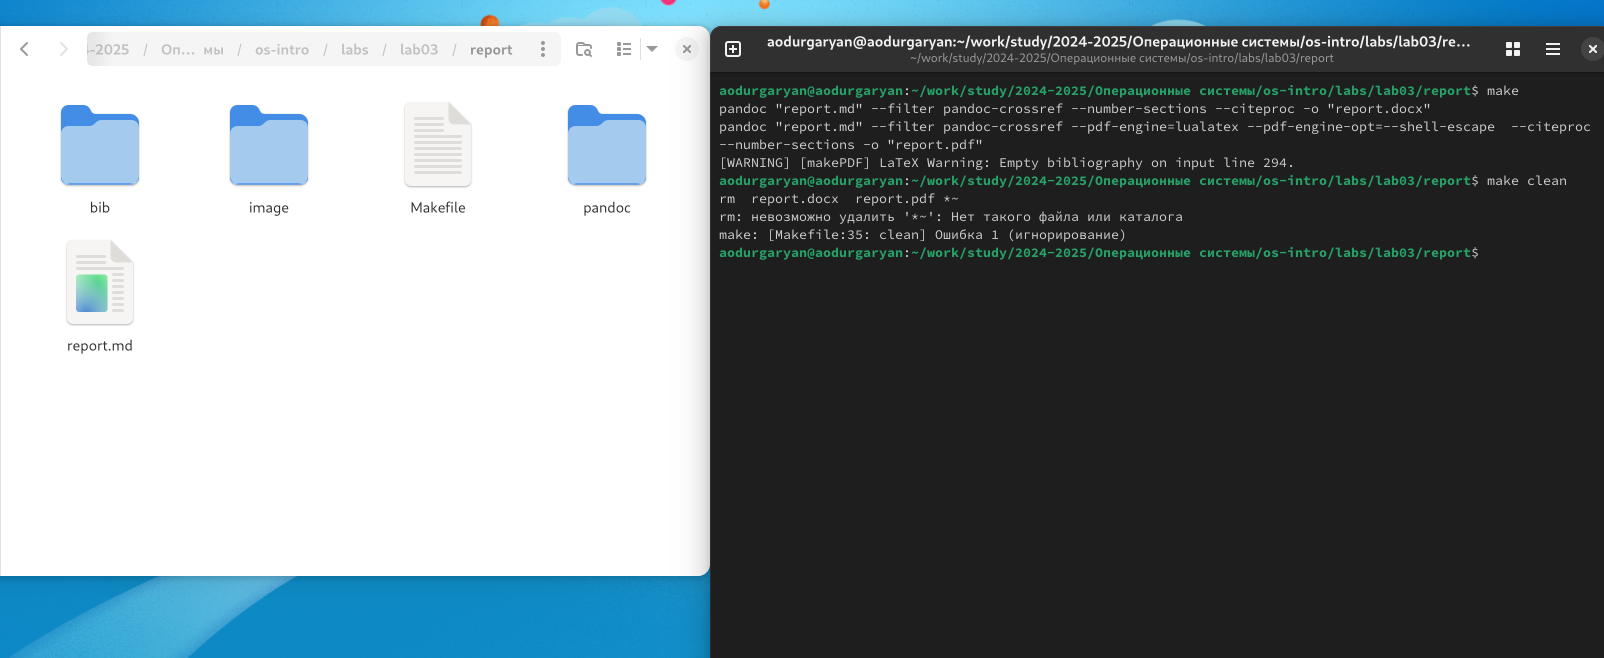 -2025 / Оп… мы / os-intro / labs / lab03 / report
bib
image
Makefile
pandoc
report.md
aodurgaryan@aodurgaryan:~/work/study/2024-2025/Операционные системы/os-intro/labs/lab03/re…
~/work/study/2024-2025/Операционные системы/os-intro/labs/lab03/report
aodurgaryan@aodurgaryan:~/work/study/2024-2025/Операционные системы/os-intro/labs/lab03/report$ make
pandoc "report.md" --filter pandoc-crossref --number-sections --citeproc -o "report.docx"
pandoc "report.md" --filter pandoc-crossref --pdf-engine=lualatex --pdf-engine-opt=--shell-escape  --citeproc
--number-sections -o "report.pdf"
[WARNING] [makePDF] LaTeX Warning: Empty bibliography on input line 294.
aodurgaryan@aodurgaryan:~/work/study/2024-2025/Операционные системы/os-intro/labs/lab03/report$ make clean
rm  report.docx  report.pdf *~
rm: невозможно удалить '*~': Нет такого файла или каталога
make: [Makefile:35: clean] Ошибка 1 (игнорирование)
aodurgaryan@aodurgaryan:~/work/study/2024-2025/Операционные системы/os-intro/labs/lab03/report$